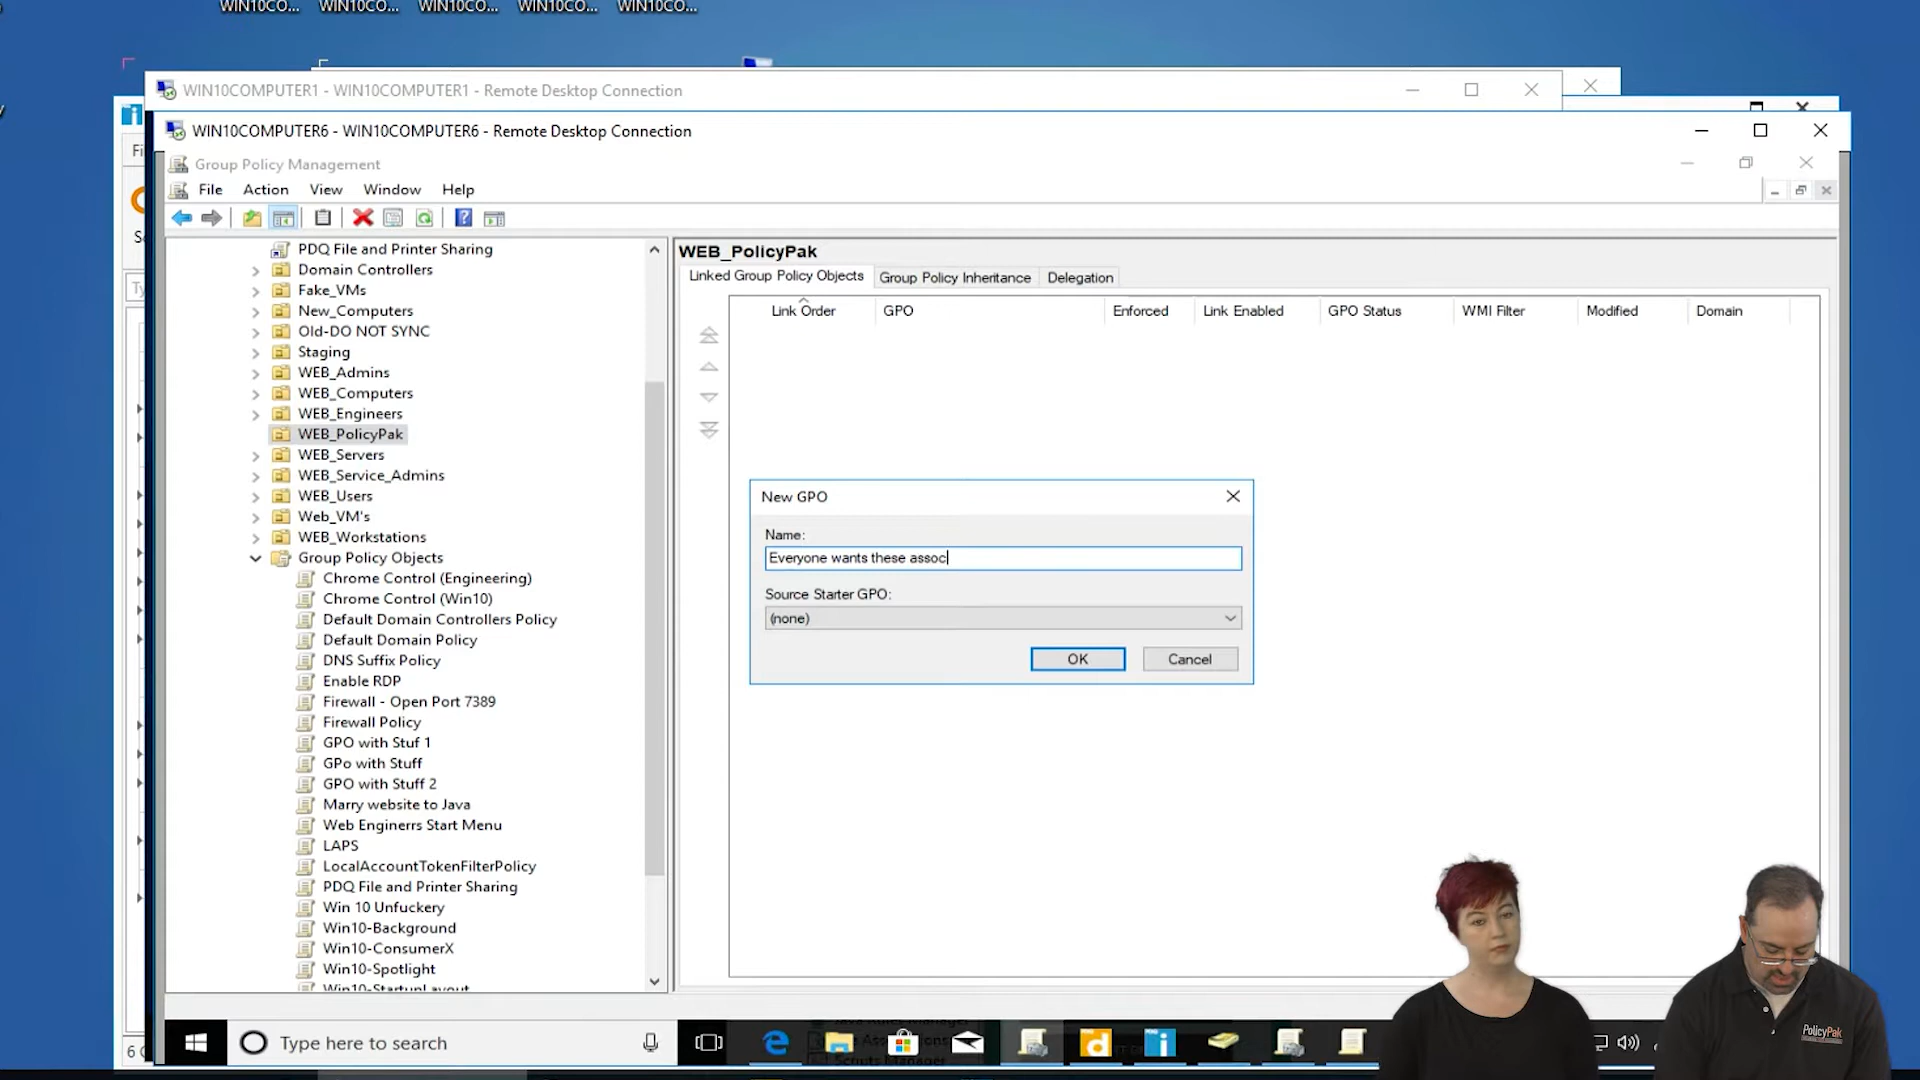 WIN10CO... WIN10CO... WIN10CO... WIN10CO... WIN10CO...
WIN10COMPUTER1 - WIN10COMPUTER1 - Remote Desktop Connection
WIN10COMPUTER6 - WIN10COMPUTER6 - Remote Desktop Connection
Group Policy Management
File Action View Window Help
PDQ File and Printer Sharing
Domain Controllers
Fake_VMs
New_Computers
Old-DO NOT SYNC
Staging
WEB_Admins
WEB_Computers
WEB_Engineers
WEB_PolicyPak
WEB_Servers
WEB_Service_Admins
WEB_Users
Web_VM's
WEB_Workstations
Group Policy Objects
Chrome Control (Engineering)
Chrome Control (Win10)
Default Domain Controllers Policy
Default Domain Policy
DNS Suffix Policy
Enable RDP
Firewall - Open Port 7389
Firewall Policy
GPO with Stuf 1
GPo with Stuff
GPO with Stuff 2
Marry website to Java
Web Enginerrs Start Menu
LAPS
LocalAccountTokenFilterPolicy
PDQ File and Printer Sharing
Win 10 Unfuckery
Win10-Background
Win10-ConsumerX
Win10-Spotlight
Win10-StartupLayout
WEB_PolicyPak
Linked Group Policy Objects Group Policy Inheritance Delegation
Link Order GPO Enforced Link Enabled GPO Status WMI Filter Modified Domain
New GPO
Name:
Everyone wants these assoc
Source Starter GPO:
(none)
OK Cancel
Type here to search
PolicyPak